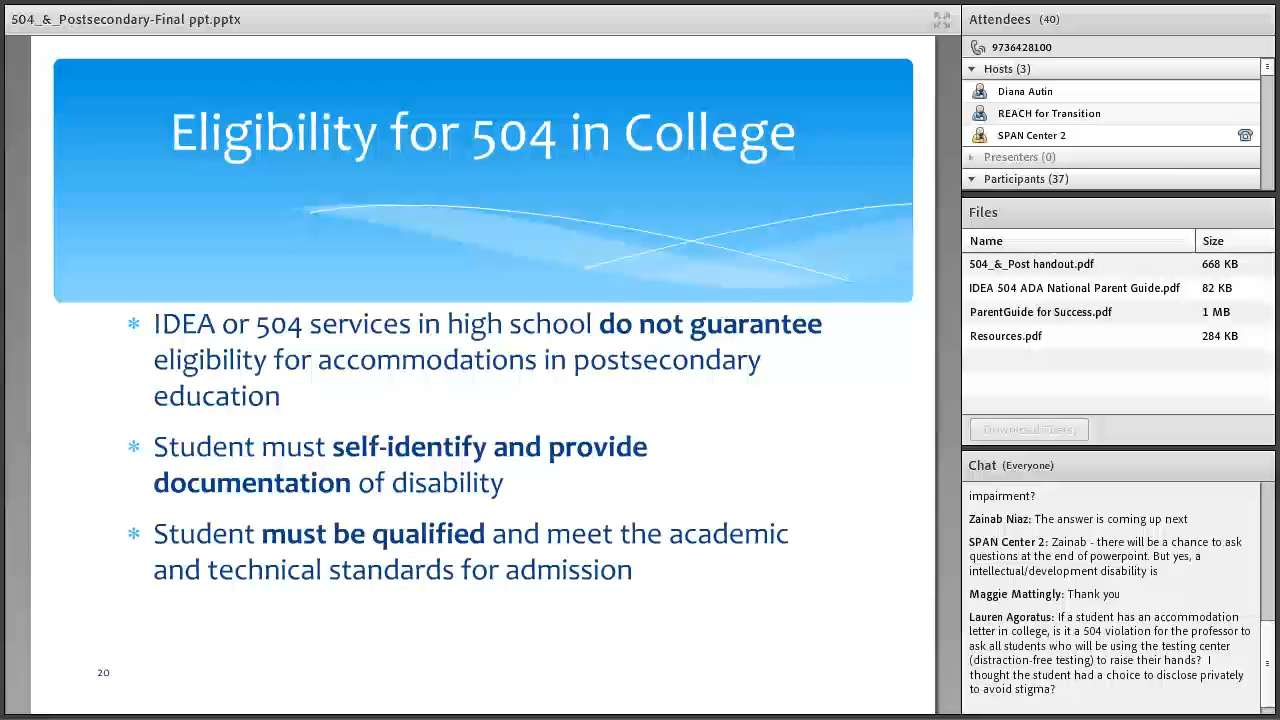 504_&_Postsecondary-Final ppt.pptx
Eligibility for 504 in College
* IDEA or 504 services in high school do not guarantee
eligibility for accommodations in postsecondary
education
* Student must self-identify and provide
documentation of disability
* Student must be qualified and meet the academic
and technical standards for admission
20
Attendees (40)
9736428100
Hosts (3)
Diana Autin
REACH for Transition
SPAN Center 2
Presenters (0)
Participants (37)
Files
Name Size
504_&_Post handout.pdf 668 KB
IDEA 504 ADA National Parent Guide.pdf 82 KB
ParentGuide for Success.pdf 1 MB
Resources.pdf 284 KB
Download File(s)
Chat (Everyone)
impairment?
Zainab Niaz: The answer is coming up next
SPAN Center 2: Zainab - there will be a chance to ask
questions at the end of powerpoint. But yes, a
intellectual/development disability is
Maggie Mattingly: Thank you
Lauren Agoratus: If a student has an accommodation
letter in college, is it a 504 violation for the professor to
ask all students who will be using the testing center
(distraction-free testing) to raise their hands? I
thought the student had a choice to disclose privately
to avoid stigma?